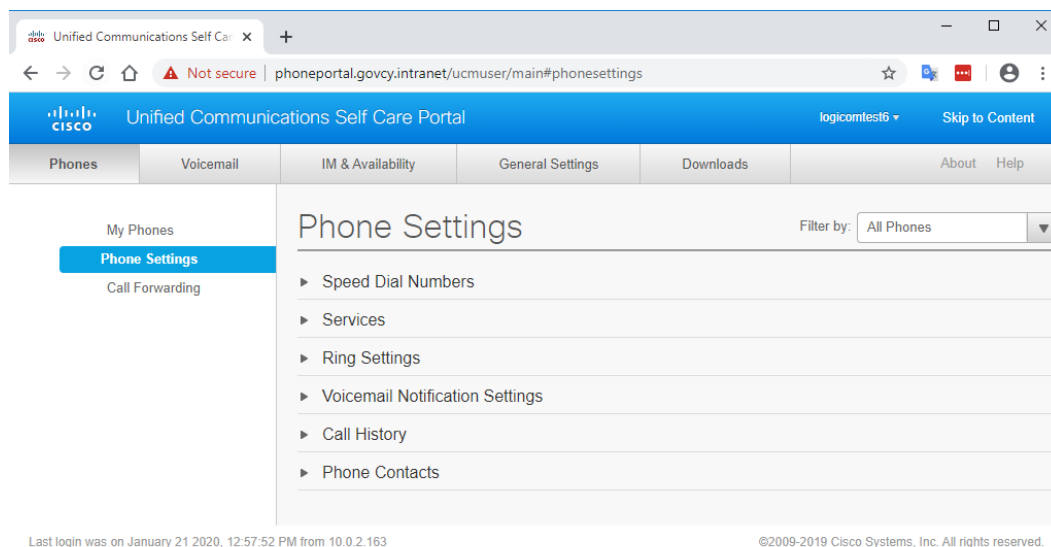 Unified Communications Self Car
Not secure | phoneportal.govcy.intranet/ucmuser/main#phonesettings
CISCO Unified Communications Self Care Portal logicomtest6 Skip to Content
Phones Voicemail IM & Availability General Settings Downloads About Help
My Phones
Phone Settings
Call Forwarding
Phone Settings
Filter by: All Phones
Speed Dial Numbers
Services
Ring Settings
Voicemail Notification Settings
Call History
Phone Contacts
Last login was on January 21 2020, 12:57:52 PM from 10.0.2.163
©2009-2019 Cisco Systems, Inc. All rights reserved.